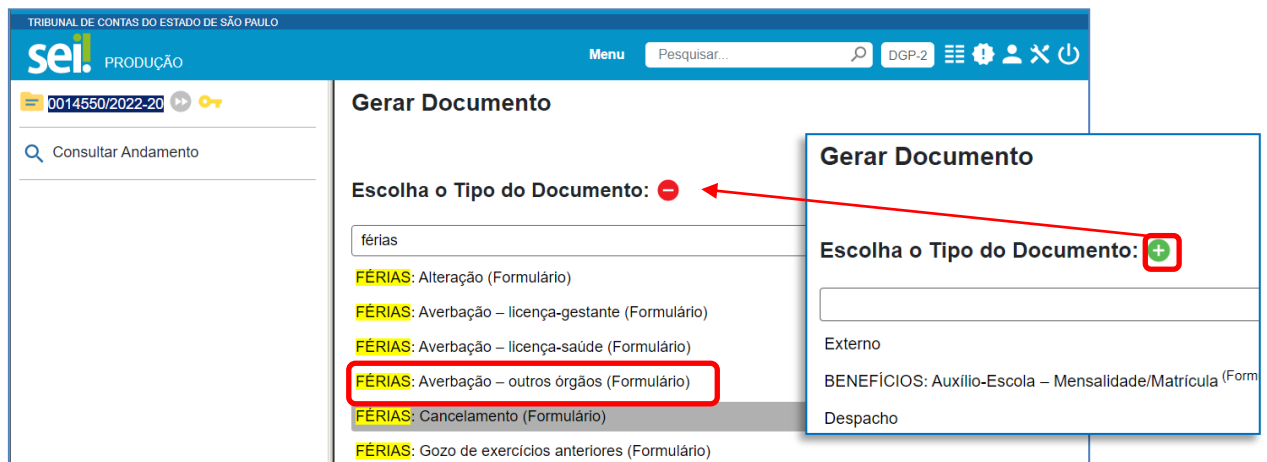 TRIBUNAL DE CONTAS DO ESTADO DE SÃO PAULO
sei! PRODUÇÃO
Menu
Pesquisar...
DGP-2
0014550/2022-20
Consultar Andamento
Gerar Documento
Escolha o Tipo do Documento:
férias
FÉRIAS: Alteração (Formulário)
FÉRIAS: Averbação – licença-gestante (Formulário)
FÉRIAS: Averbação – licença-saúde (Formulário)
FÉRIAS: Averbação – outros órgãos (Formulário)
FÉRIAS: Cancelamento (Formulário)
FÉRIAS: Gozo de exercícios anteriores (Formulário)
Gerar Documento
Escolha o Tipo do Documento:
Externo
BENEFÍCIOS: Auxílio-Escola – Mensalidade/Matrícula (Form
Despacho